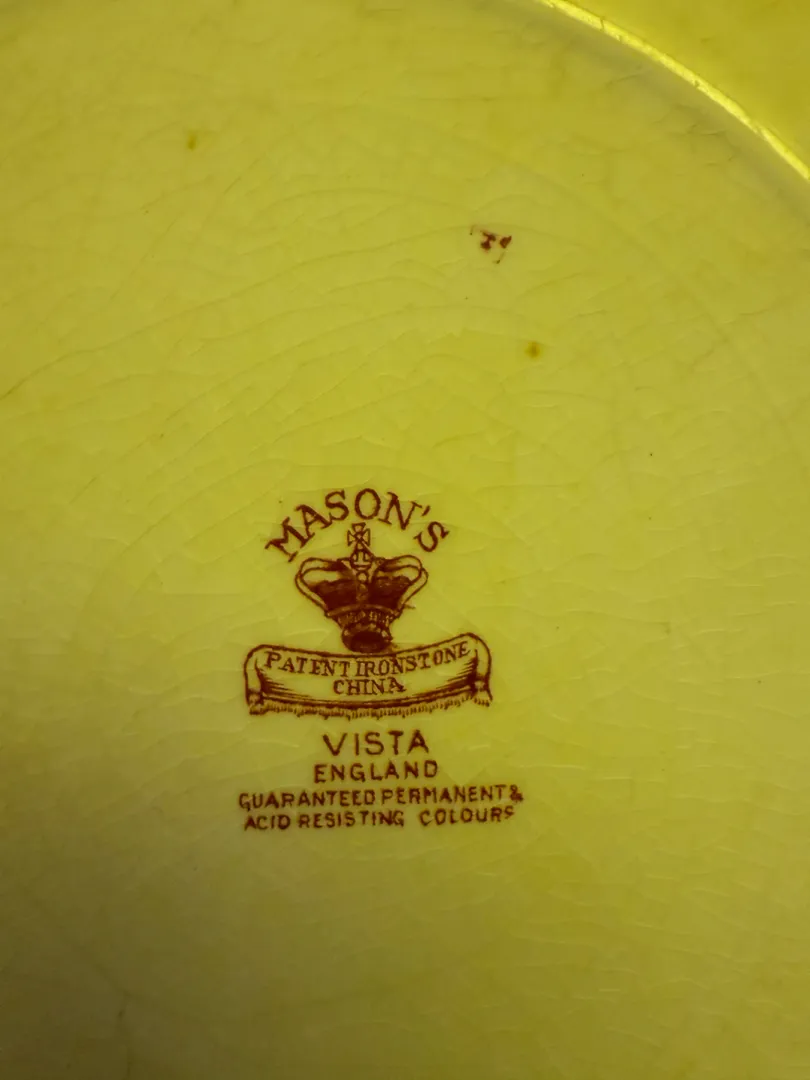 MASON'S
PATENT IRONSTONE
CHINA
VISTA
ENGLAND
GUARANTEED PERMANENT &
ACID RESISTING COLOURS